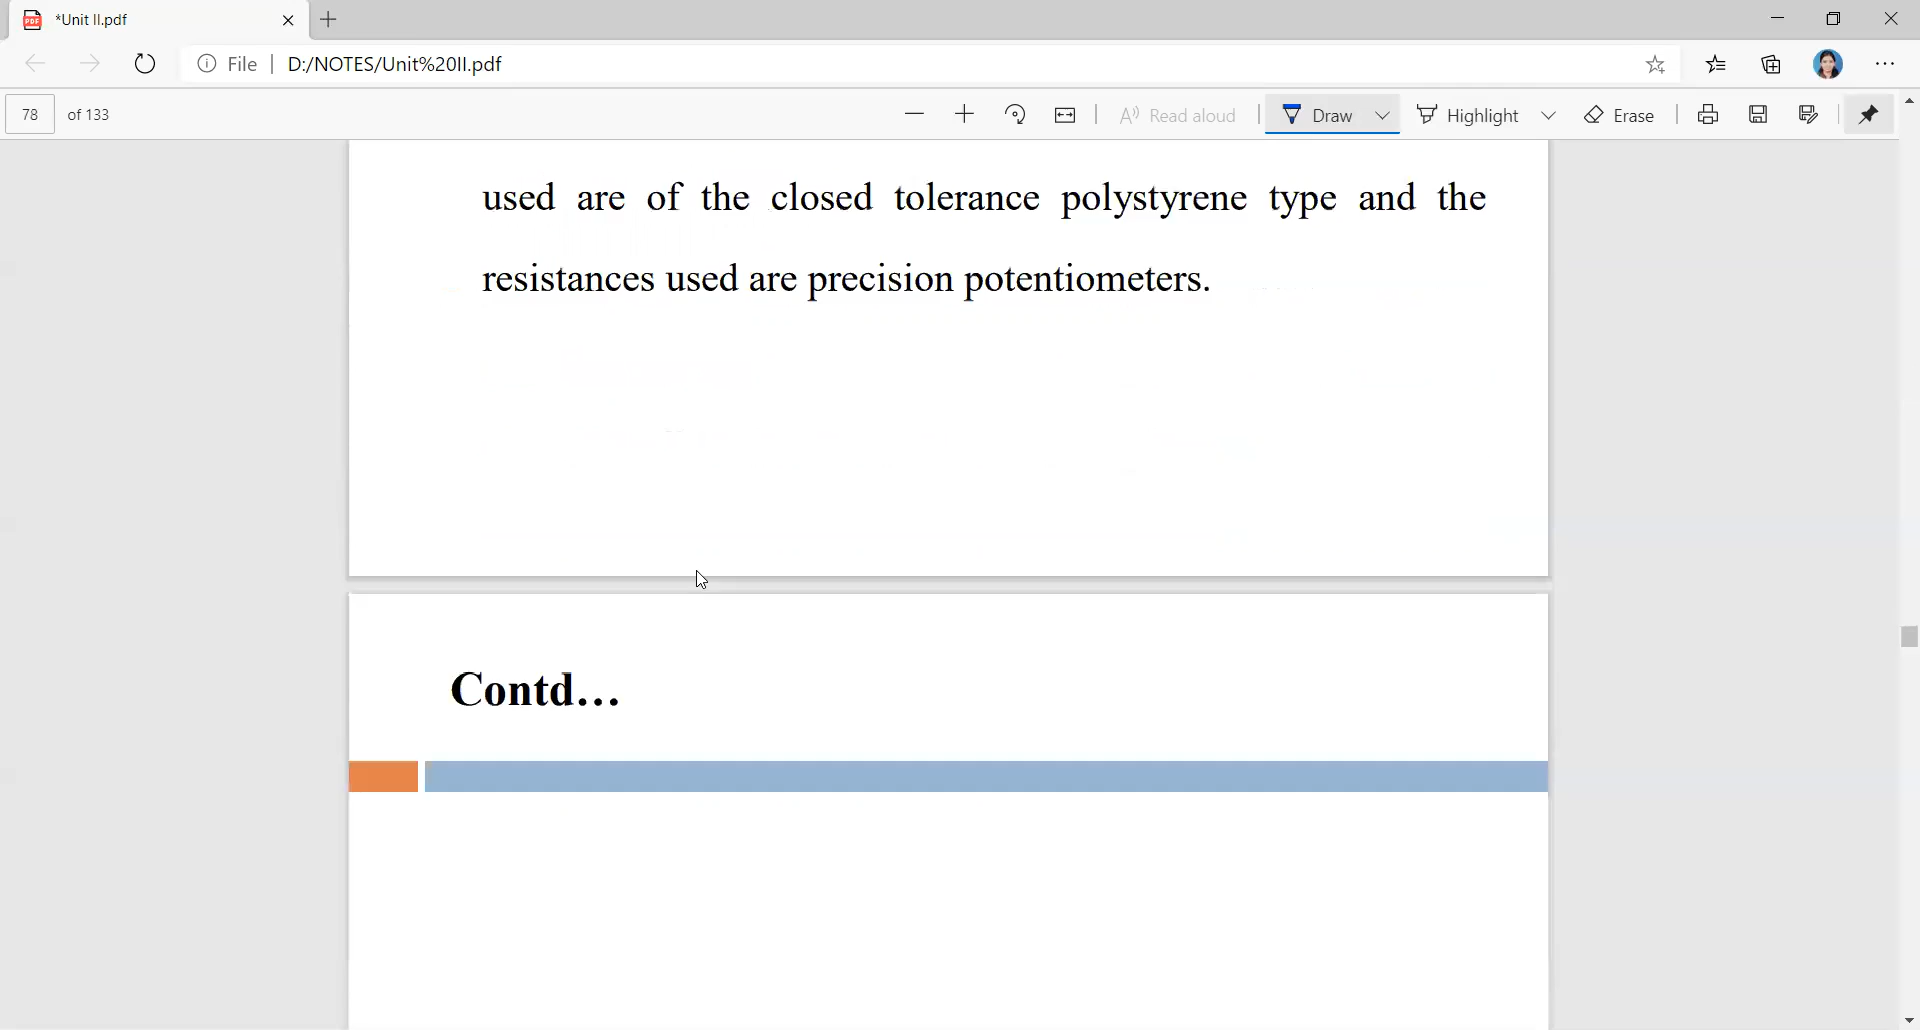 *Unit II.pdf
File
D:/NOTES/Unit%20II.pdf
78 of 133
Read aloud
Draw
Highlight
Erase
used are of the closed tolerance polystyrene type and the
resistances used are precision potentiometers.
Contd...